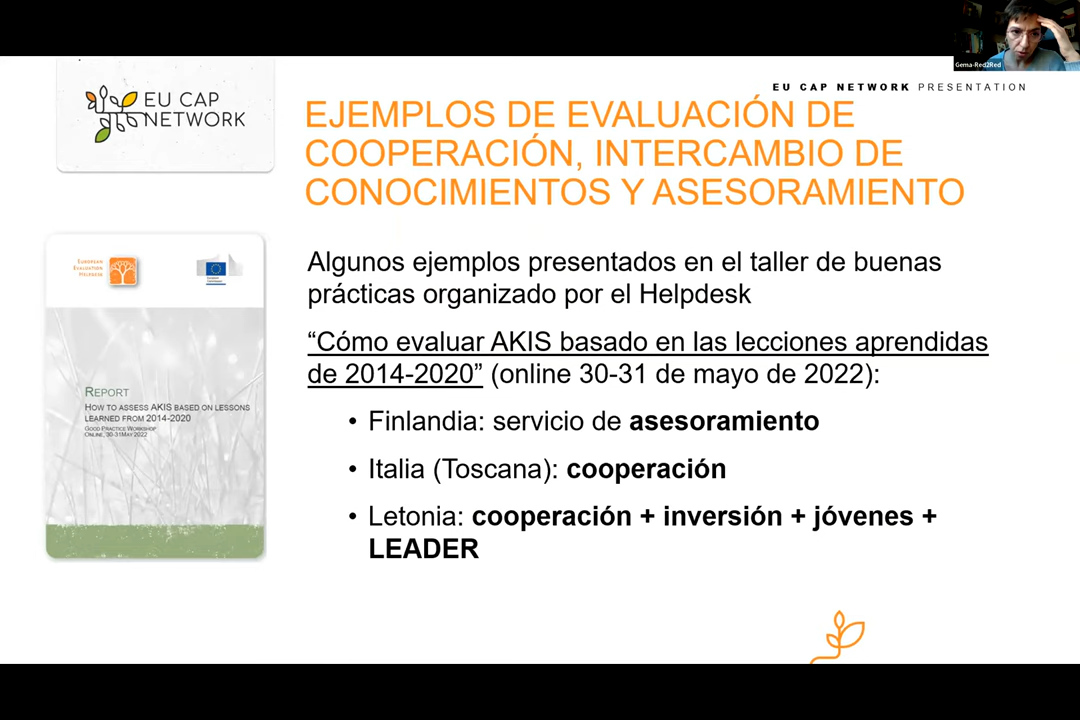 Gema-Red2Red
EU CAP NETWORK PRESENTATION
EU CAP
NETWORK
EJEMPLOS DE EVALUACIÓN DE
COOPERACIÓN, INTERCAMBIO DE
CONOCIMIENTOS Y ASESORAMIENTO
EUROPEAN
EVALUATION
HELPDESK
REPORT
HOW TO ASSESS AKIS BASED ON LESSONS
LEARNED FROM 2014-2020
GOOD PRACTICE WORKSHOP
ONLINE, 30-31 MAY 2022
Algunos ejemplos presentados en el taller de buenas
prácticas organizado por el Helpdesk
“Cómo evaluar AKIS basado en las lecciones aprendidas
de 2014-2020” (online 30-31 de mayo de 2022):
• Finlandia: servicio de asesoramiento
• Italia (Toscana): cooperación
• Letonia: cooperación + inversión + jóvenes +
LEADER